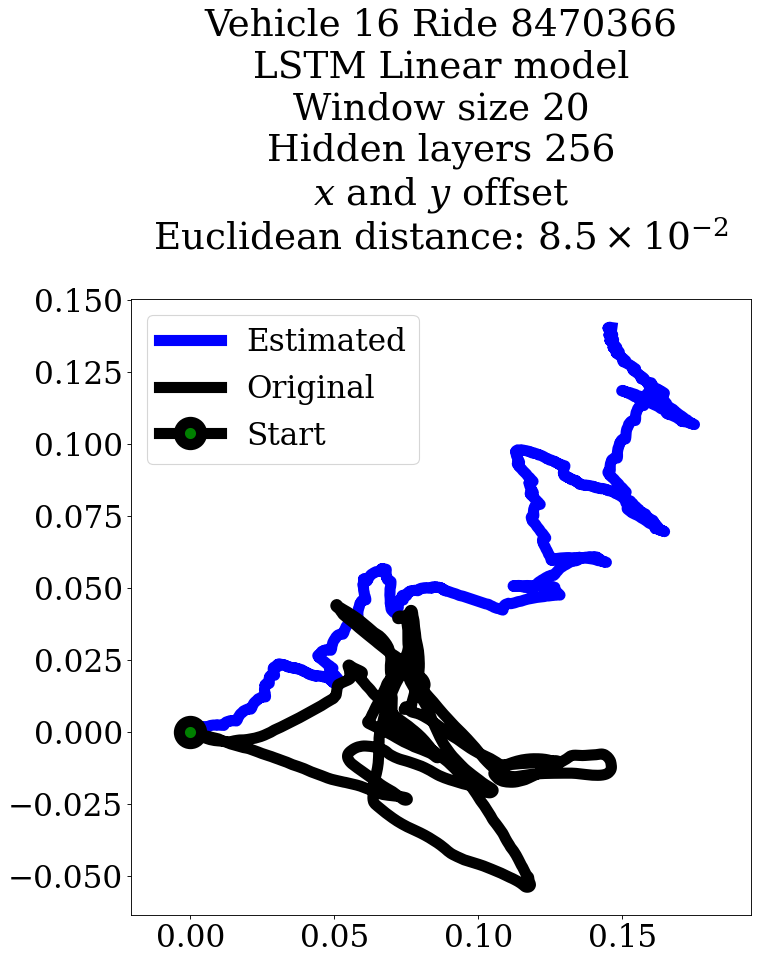 Vehicle 16 Ride 8470366
LSTM Linear model
Window size 20
Hidden layers 256
x and y offset
Euclidean distance: 8.5 × 10⁻²
0.150
0.125
0.100
0.075
0.050
0.025
0.000
−0.025
−0.050
Estimated
Original
Start
0.00 0.05 0.10 0.15